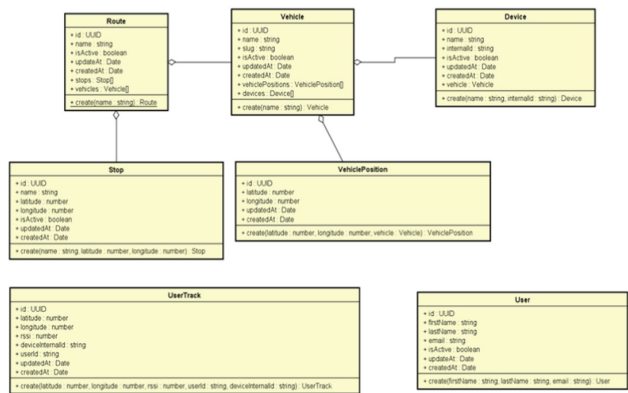 Route
+ id : UUID
+ name : string
+ isActive : boolean
+ updateAt : Date
+ createdAt : Date
+ stops : Stop[]
+ vehicles : Vehicle[]
+ create(name : string) : Route
Vehicle
+ id : UUID
+ name : string
+ slug : string
+ isActive : boolean
+ updatedAt : Date
+ createdAt : Date
+ vehiclePositions : VehiclePosition[]
+ devices : Device[]
+ create(name : string) : Vehicle
Device
+ id : UUID
+ name : string
+ internalId : string
+ isActive : boolean
+ updatedAt : Date
+ createdAt : Date
+ vehicle : Vehicle
+ create(name : string, internalId : string) : Device
Stop
+ id : UUID
+ name : string
+ latitude : number
+ longitude : number
+ isActive : boolean
+ updatedAt : Date
+ createdAt : Date
+ create(name : string, latitude : number, longitude : number) : Stop
VehiclePosition
+ id : UUID
+ latitude : number
+ longitude : number
+ updatedAt : Date
+ createdAt : Date
+ create(latitude : number, longitude : number, vehicle : Vehicle) : VehiclePosition
UserTrack
+ id : UUID
+ latitude : number
+ longitude : number
+ rssi : number
+ deviceInternalId : string
+ userId : string
+ updatedAt : Date
+ createdAt : Date
+ create(latitude : number, longitude : number, rssi : number, userId : string, deviceInternalId : string) : UserTrack
User
+ id : UUID
+ firstName : string
+ lastName : string
+ email : string
+ isActive : boolean
+ updateAt : Date
+ createdAt : Date
+ create(firstName : string, lastName : string, email : string) : User